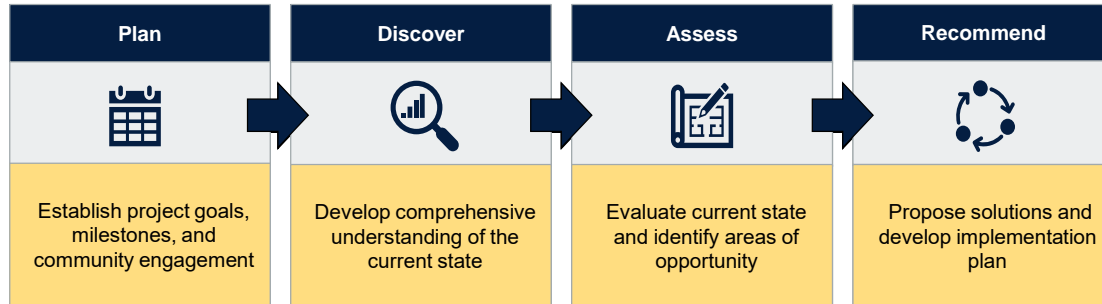 Plan
Discover
Assess
Recommend
Establish project goals,
milestones, and
community engagement
Develop comprehensive
understanding of the
current state
Evaluate current state
and identify areas of
opportunity
Propose solutions and
develop implementation
plan